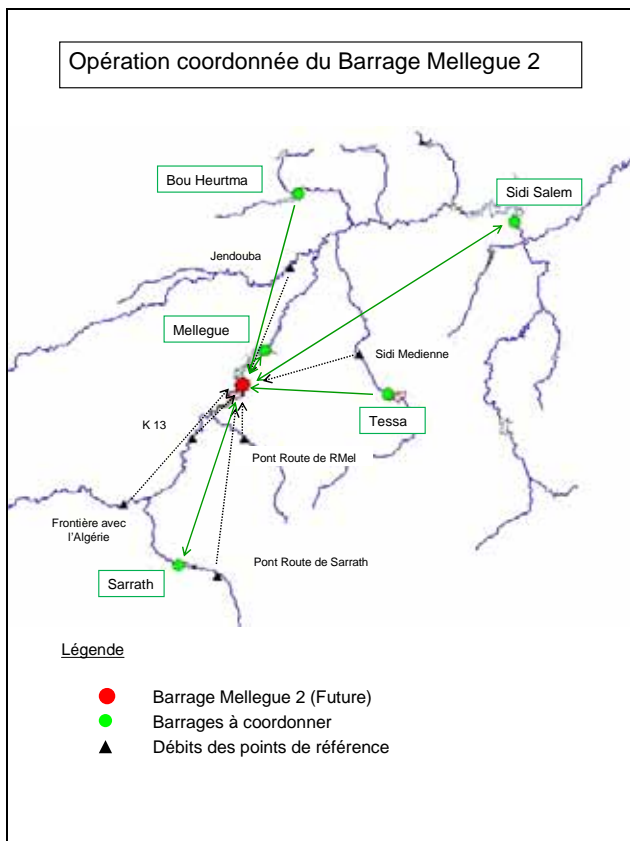 Opération coordonnée du Barrage Mellegue 2
Bou Heurtma
Sidi Salem
Jendouba
Mellegue
Sidi Medienne
K 13
Tessa
Pont Route de RMel
Frontière avec
l'Algérie
Pont Route de Sarrath
Sarrath
Légende
Barrage Mellegue 2 (Future)
Barrages à coordonner
Débits des points de référence